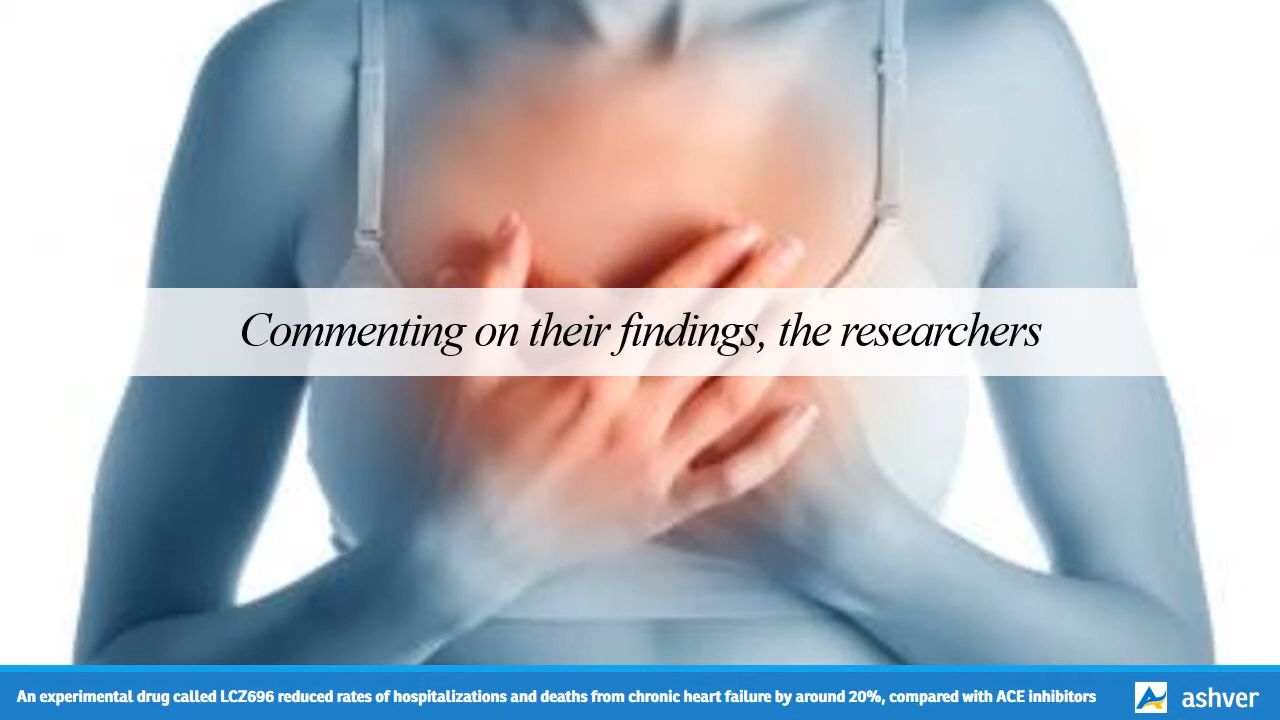 Commenting on their findings, the researchers
An experimental drug called LCZ696 reduced rates of hospitalizations and deaths from chronic heart failure by around 20%, compared with ACE inhibitors
ashver